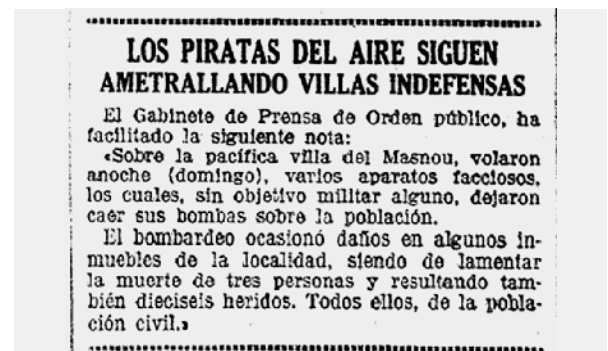 LOS PIRATAS DEL AIRE SIGUEN
AMETRALLANDO VILLAS INDEFENSAS
El Gabinete de Prensa de Orden público, ha
facilitado la siguiente nota:
«Sobre la pacífica villa del Masnou, volaron
anoche (domingo), varios aparatos facciosos,
los cuales, sin objetivo militar alguno, dejaron
caer sus bombas sobre la población.
El bombardeo ocasionó daños en algunos in-
muebles de la localidad, siendo de lamentar
la muerte de tres personas y resultando tam-
bién dieciseis heridos. Todos ellos, de la pobla-
ción civil.»